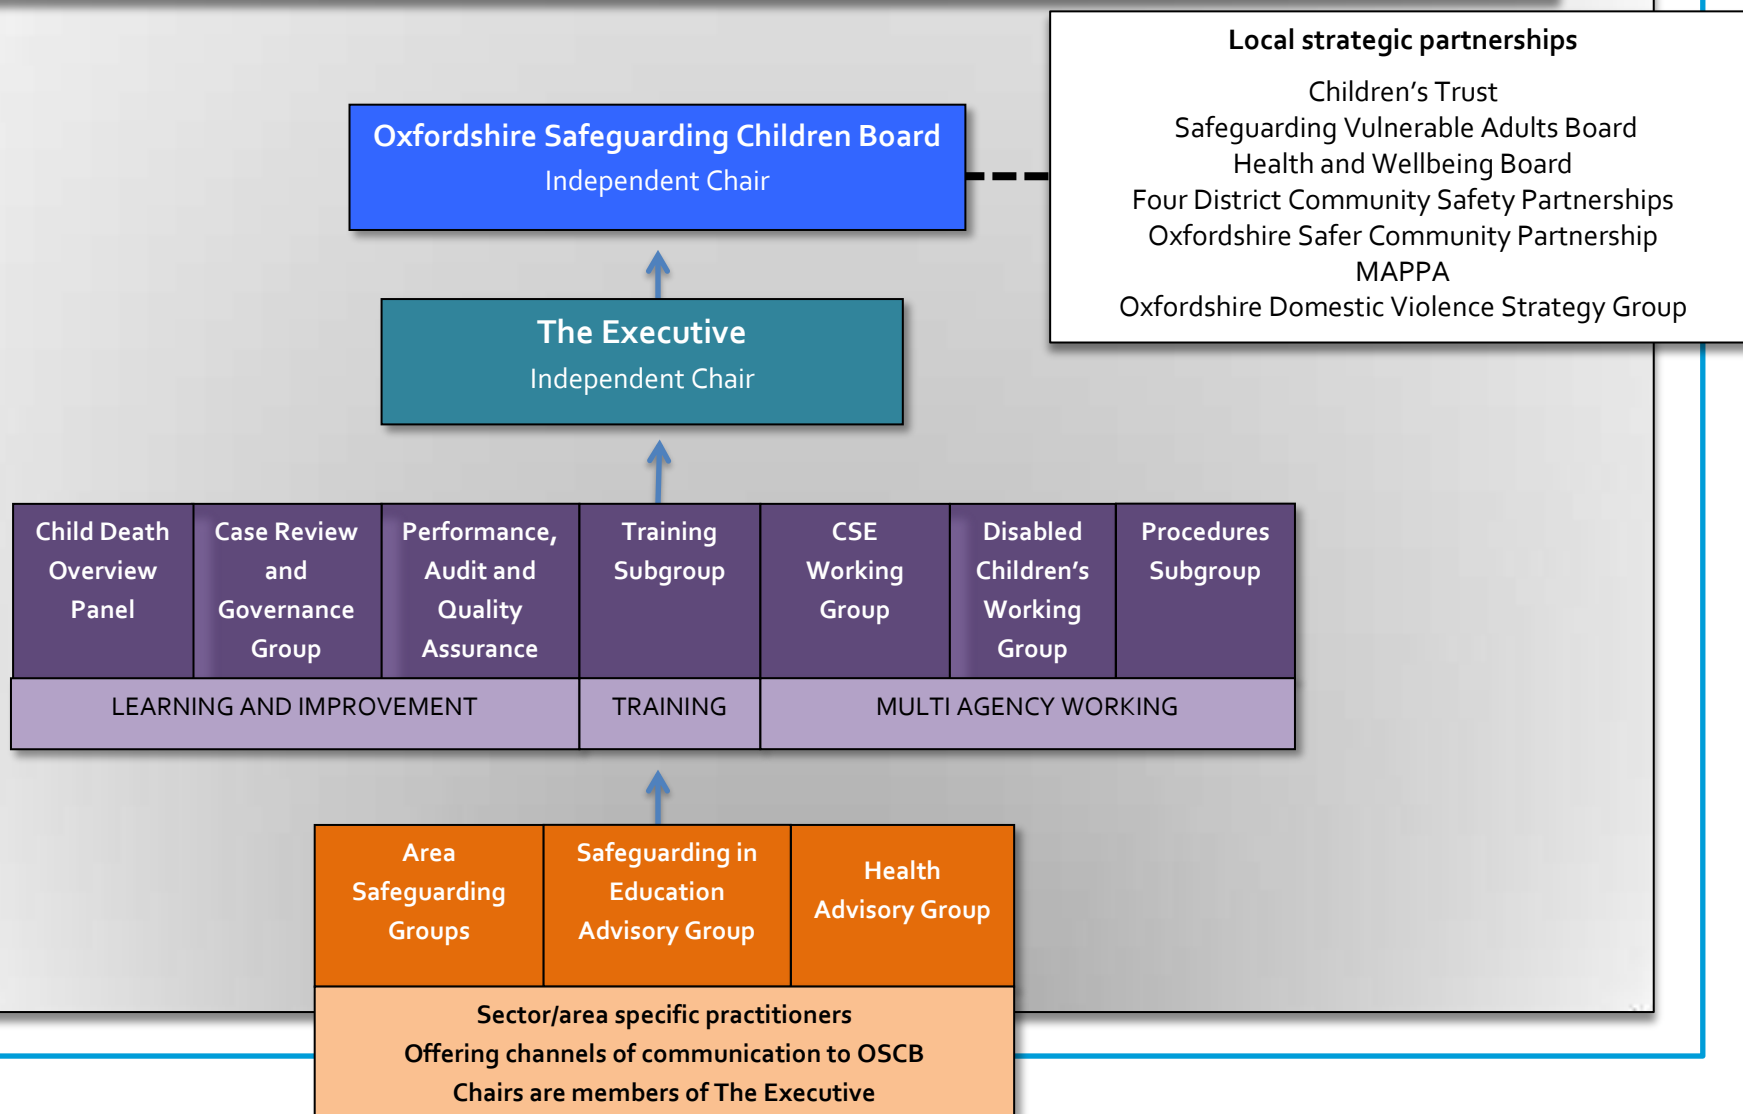 Local strategic partnerships
Children's Trust
Safeguarding Vulnerable Adults Board
Health and Wellbeing Board
Four District Community Safety Partnerships
Oxfordshire Safer Community Partnership
MAPPA
Oxfordshire Domestic Violence Strategy Group
Oxfordshire Safeguarding Children Board
Independent Chair
The Executive
Independent Chair
Child Death
Overview
Panel
Case Review
and
Governance
Group
Performance,
Audit and
Quality
Assurance
Training
Subgroup
CSE
Working
Group
Disabled
Children's
Working
Group
Procedures
Subgroup
LEARNING AND IMPROVEMENT
TRAINING
MULTI AGENCY WORKING
Area
Safeguarding
Groups
Safeguarding in
Education
Advisory Group
Health
Advisory Group
Sector/area specific practitioners
Offering channels of communication to OSCB
Chairs are members of The Executive